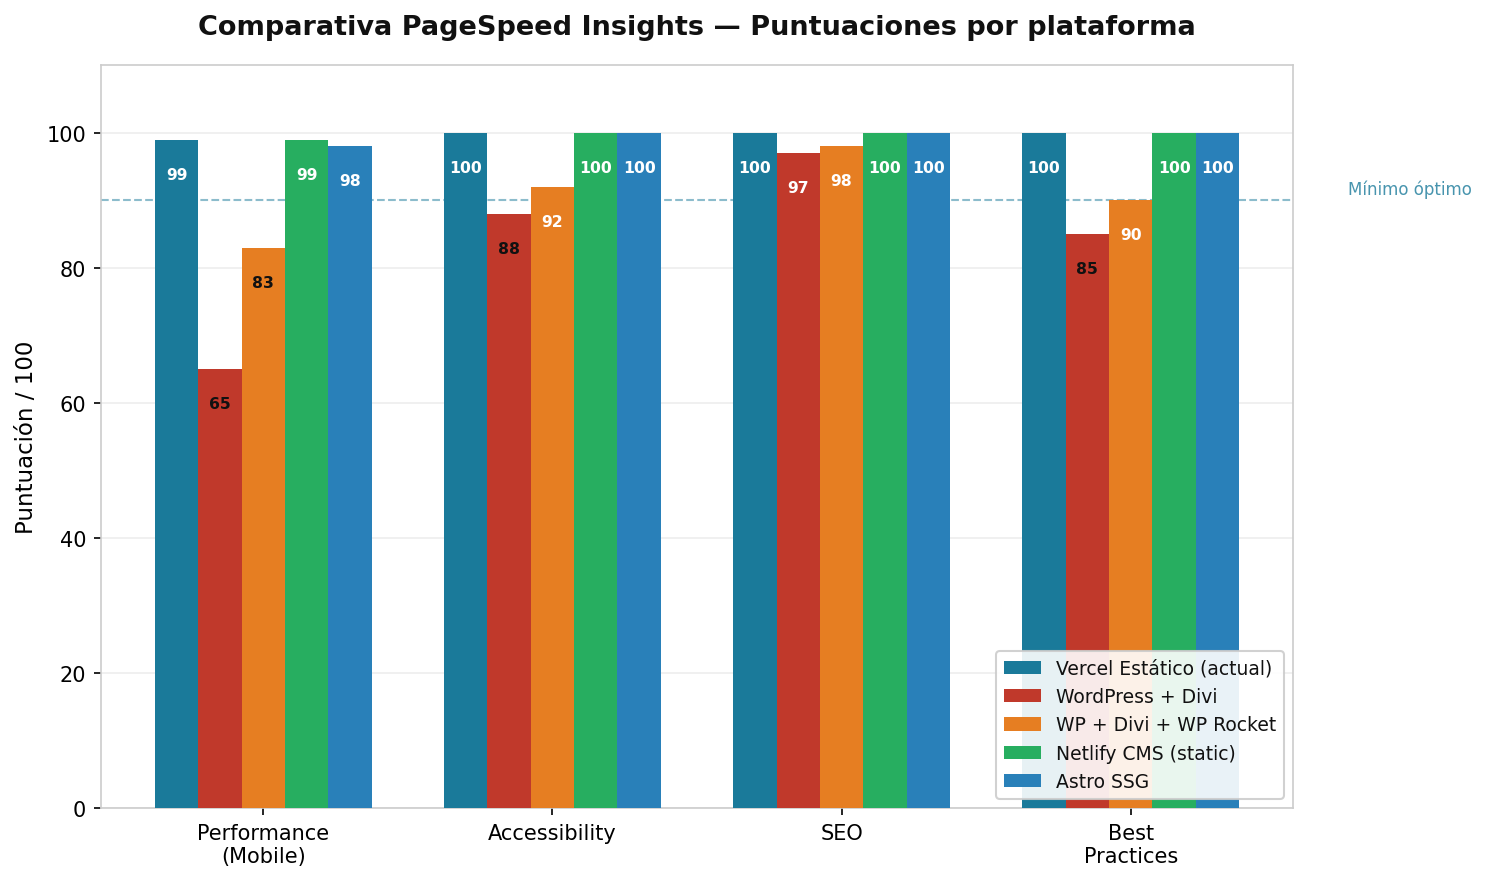 Comparativa PageSpeed Insights — Puntuaciones por plataforma
Puntuación / 100
100
80
60
40
20
0
99
65
83
99
98
100
88
92
100
100
100
97
98
100
100
100
85
90
100
100
Mínimo óptimo
Vercel Estático (actual)
WordPress + Divi
WP + Divi + WP Rocket
Netlify CMS (static)
Astro SSG
Performance
(Mobile)
Accessibility
SEO
Best
Practices